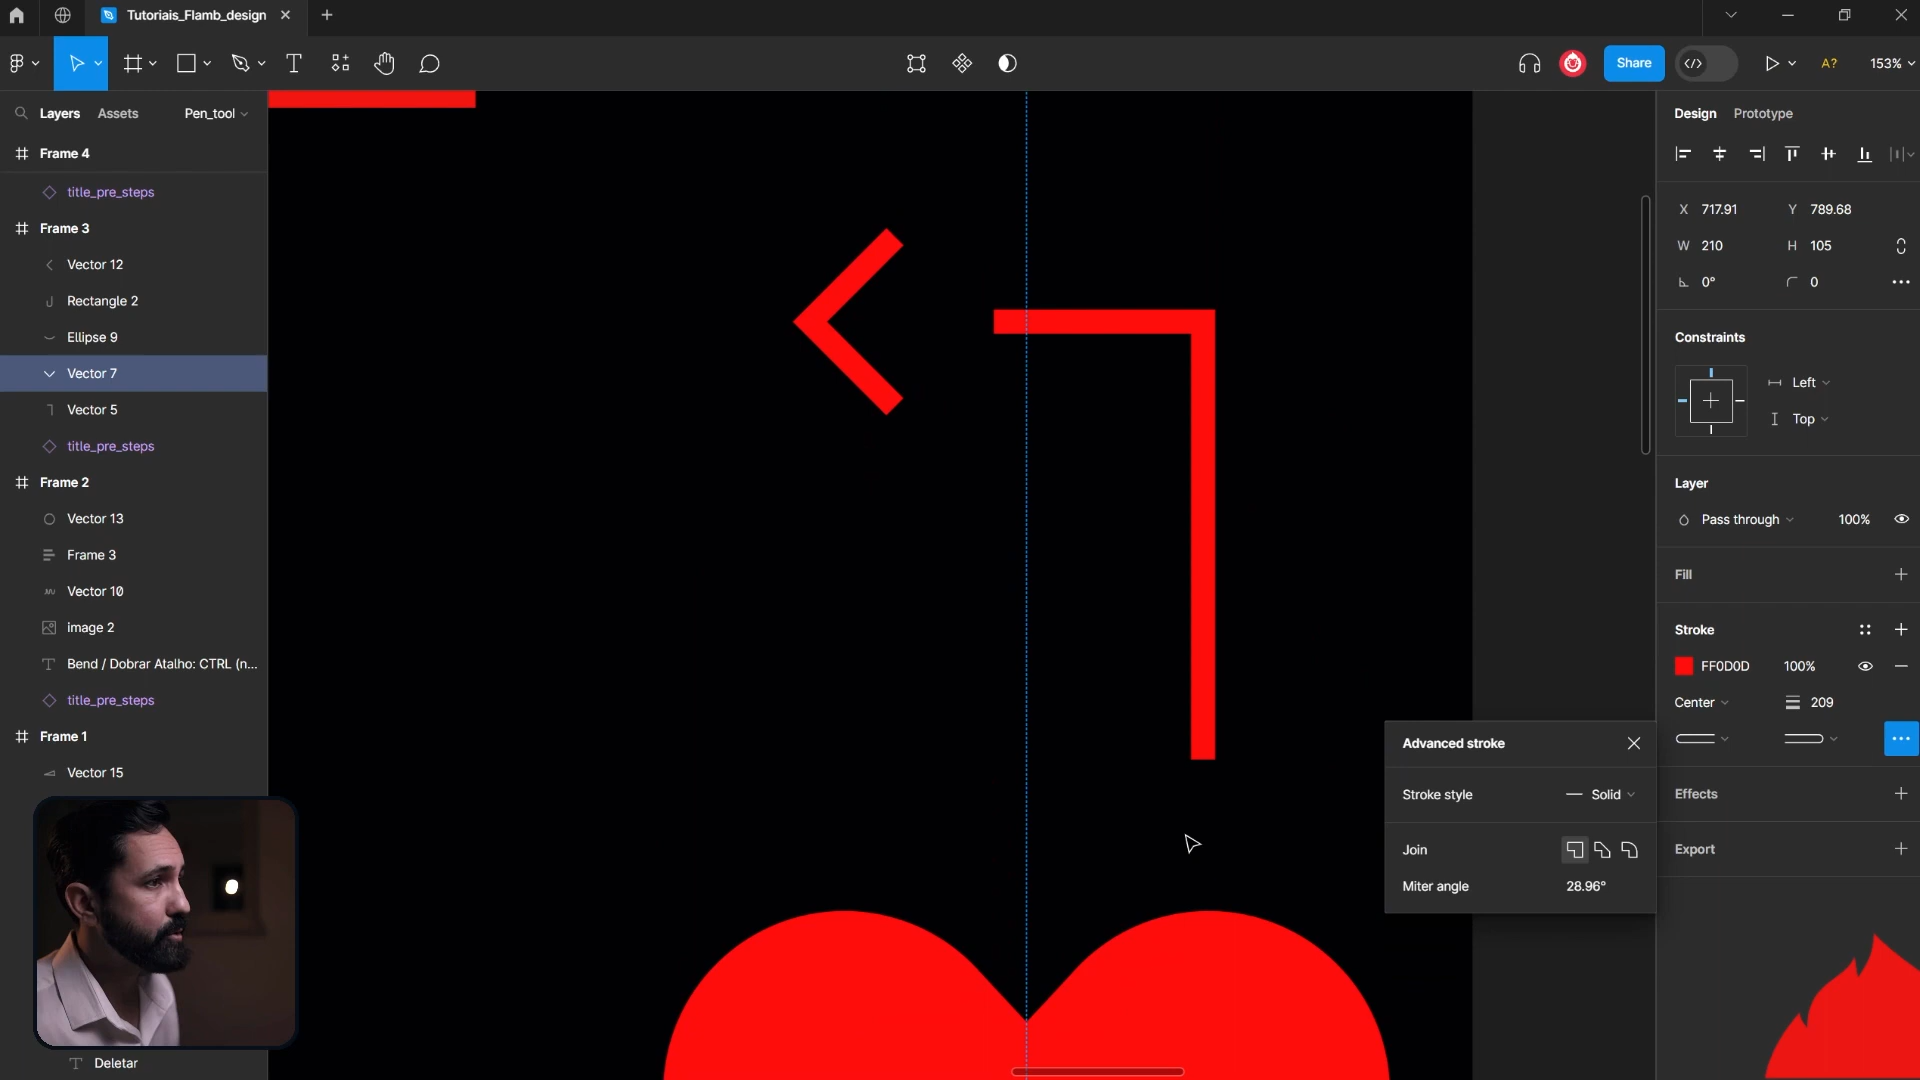 Tutoriais_Flamb_design
Share
A?
153%
Layers
Assets
Pen_tool
Frame 4
title_pre_steps
Frame 3
Vector 12
Rectangle 2
Ellipse 9
Vector 7
Vector 5
title_pre_steps
Frame 2
Vector 13
Frame 3
Vector 10
image 2
Bend / Dobrar Atalho: CTRL (n...
title_pre_steps
Frame 1
Vector 15
Deletar
Design
Prototype
X 717.91
Y 789.68
W 210
H 105
0°
0
Constraints
Left
Top
Layer
Pass through
100%
Fill
Stroke
FF0D0D
100%
Center
209
Effects
Export
Advanced stroke
Stroke style
Solid
Join
Miter angle
28.96°